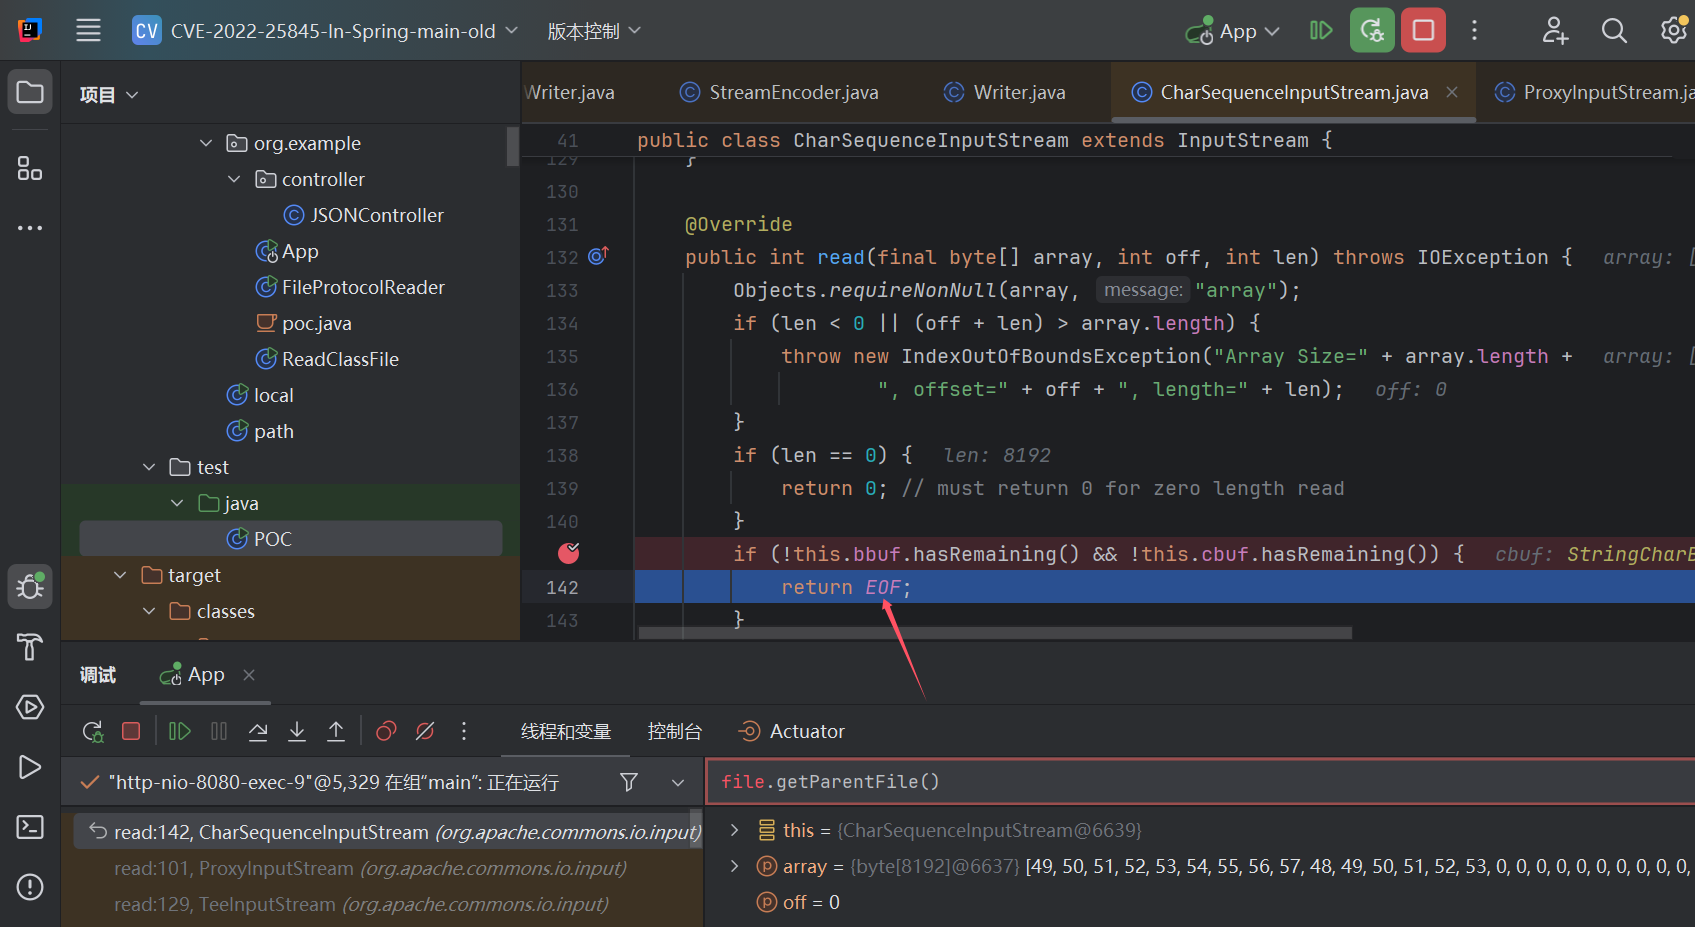 CV CVE-2022-25845-In-Spring-main-old 版本控制 App
项目
Writer.java StreamEncoder.java Writer.java CharSequenceInputStream.java ProxyInputStream.ja
org.example
controller
JSONController
App
FileProtocolReader
poc.java
ReadClassFile
local
path
test
java
POC
target
classes
41 public class CharSequenceInputStream extends InputStream {
129 }
130
131 @Override
132 public int read(final byte[] array, int off, int len) throws IOException { array: [
133 Objects.requireNonNull(array, message: "array");
134 if (len < 0 || (off + len) > array.length) {
135 throw new IndexOutOfBoundsException("Array Size=" + array.length + array: [
136 ", offset=" + off + ", length=" + len); off: 0
137 }
138 if (len == 0) { len: 8192
139 return 0; // must return 0 for zero length read
140 }
if (!this.bbuf.hasRemaining() && !this.cbuf.hasRemaining()) { cbuf: StringCharB
142 return EOF;
143 }
调试 App
线程和变量 控制台 Actuator
"http-nio-8080-exec-9"@5,329 在组“main”: 正在运行
read:142, CharSequenceInputStream (org.apache.commons.io.input)
read:101, ProxyInputStream (org.apache.commons.io.input)
read:129, TeeInputStream (org.apache.commons.io.input)
file.getParentFile()
this = {CharSequenceInputStream@6639}
array = {byte[8192]@6637} [49, 50, 51, 52, 53, 54, 55, 56, 57, 48, 49, 50, 51, 52, 53, 0, 0, 0, 0, 0, 0, 0, 0, 0, 0,
off = 0